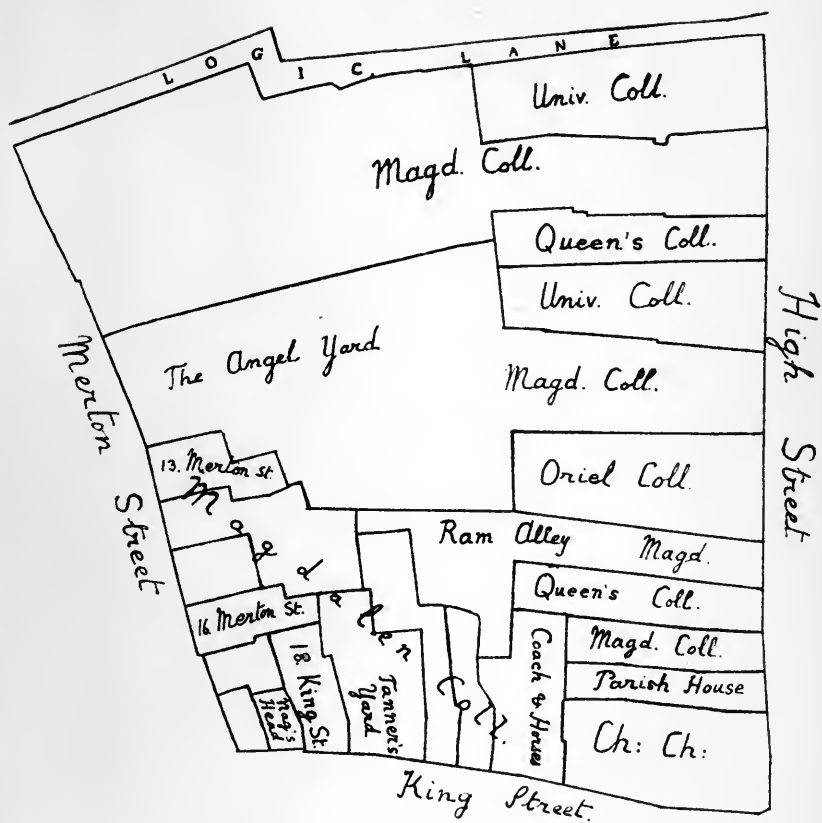 LOGIC LANE
Univ. Coll.
Magd. Coll.
Queen's Coll.
Univ. Coll.
The Angel Yard
Magd. Coll.
High Street
Merton Street
13. Merton St.
Oriel Coll.
Magdalen Coll.
Ram Alley Magd.
Queen's Coll.
16. Merton St.
Magd. Coll.
Parish House
Ch: Ch:
Coach & Horses
18. King St.
Tanner's
Yard
Nag's
Head
King Street.